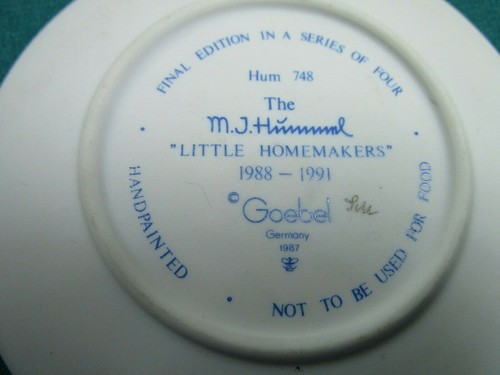 FINAL EDITION IN A SERIES OF FOUR
Hum 748
The
M.J.Hummel
"LITTLE HOMEMAKERS"
1988 – 1991
© Goebel
Germany
1987
HANDPAINTED
NOT TO BE USED FOR FOOD